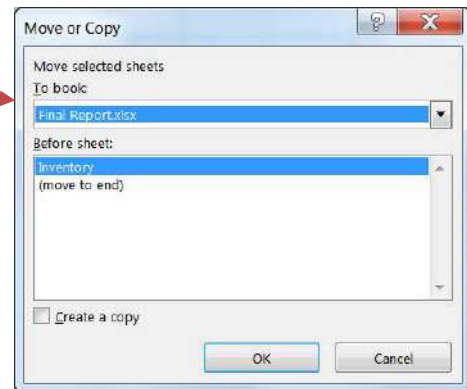 Move or Copy
Move selected sheets
To book:
Final Report.xlsx
Before sheet:
Inventory
(move to end)
Create a copy
OK
Cancel